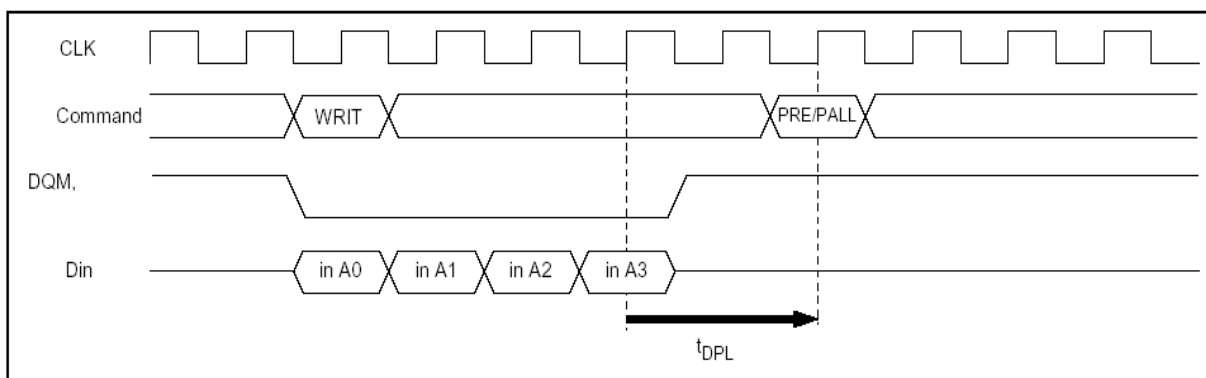 CLK
Command WRIT PRE/PALL
DQM,
Din in A0 in A1 in A2 in A3
tDPL